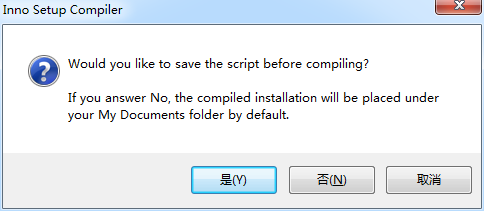 Inno Setup Compiler
Would you like to save the script before compiling?
If you answer No, the compiled installation will be placed under
your My Documents folder by default.
是(Y) 否(N) 取消